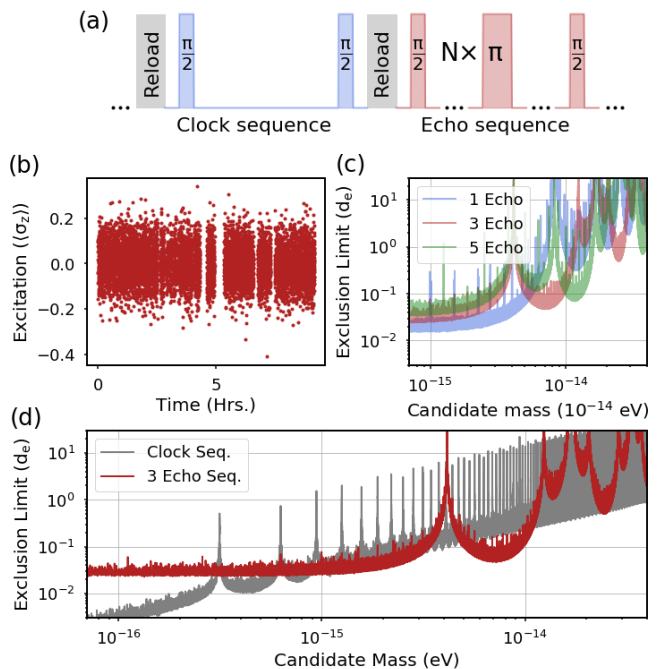 (a)
Reload
π/2
π/2
Reload
π/2
N× π
π/2
Clock sequence
Echo sequence
(b)
Excitation (⟨σ_z⟩)
0.2
0.0
−0.2
−0.4
0
5
Time (Hrs.)
(c)
Exclusion Limit (d_e)
10¹
10⁰
10⁻¹
10⁻²
1 Echo
3 Echo
5 Echo
10⁻¹⁵
10⁻¹⁴
Candidate mass (10⁻¹⁴ eV)
(d)
Exclusion Limit (d_e)
10¹
10⁰
10⁻¹
10⁻²
Clock Seq.
3 Echo Seq.
10⁻¹⁶
10⁻¹⁵
10⁻¹⁴
Candidate Mass (eV)